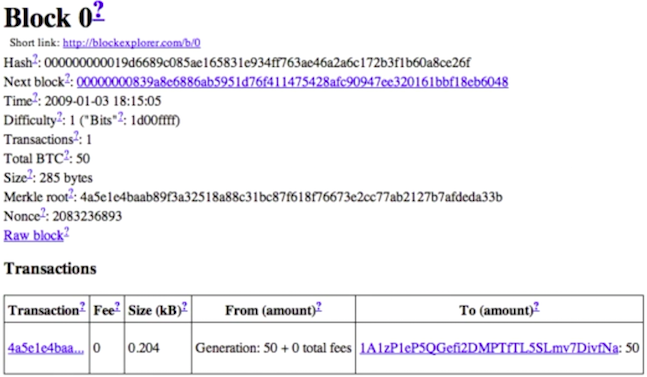 Block 0?
Short link: http://blockexplorer.com/b/0
Hash?: 000000000019d6689c085ae165831e934ff763ae46a2a6c172b3f1b60a8ce26f
Next block?: 00000000839a8e6886ab5951d76f411475428afc90947ee320161bbf18eb6048
Time?: 2009-01-03 18:15:05
Difficulty?: 1 ("Bits"?: 1d00ffff)
Transactions?: 1
Total BTC?: 50
Size?: 285 bytes
Merkle root?: 4a5e1e4baab89f3a32518a88c31bc87f618f76673e2cc77ab2127b7afdeda33b
Nonce?: 2083236893
Raw block?
Transactions
Transaction? Fee? Size (kB)? From (amount)? To (amount)?
4a5e1e4baa... 0 0.204 Generation: 50 + 0 total fees 1A1zP1eP5QGefi2DMPTfTL5SLmv7DivfNa: 50